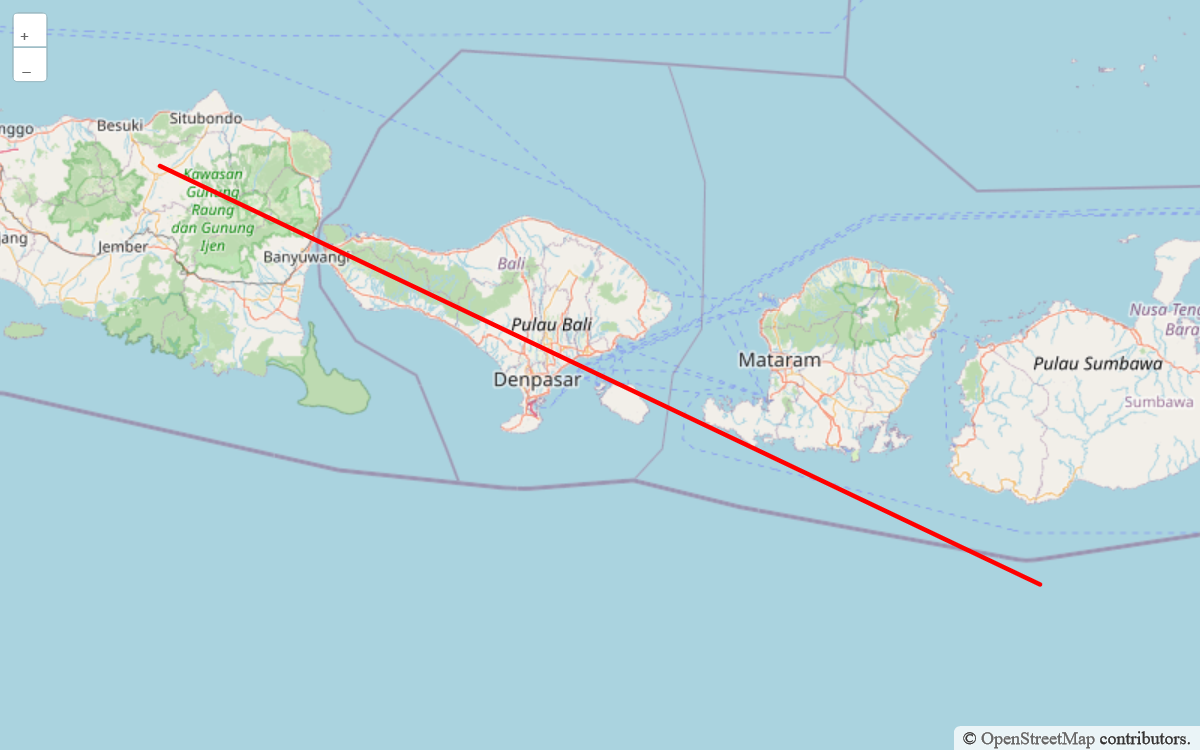 +
–
nggo
Besuki
Situbondo
Kawasan
Gunung
Raung
dan Gunung
Ijen
ang
Jember
Banyuwangi
Bali
Pulau Bali
Denpasar
Mataram
Nusa Teng
Bara
Pulau Sumbawa
Sumbawa
© OpenStreetMap contributors.